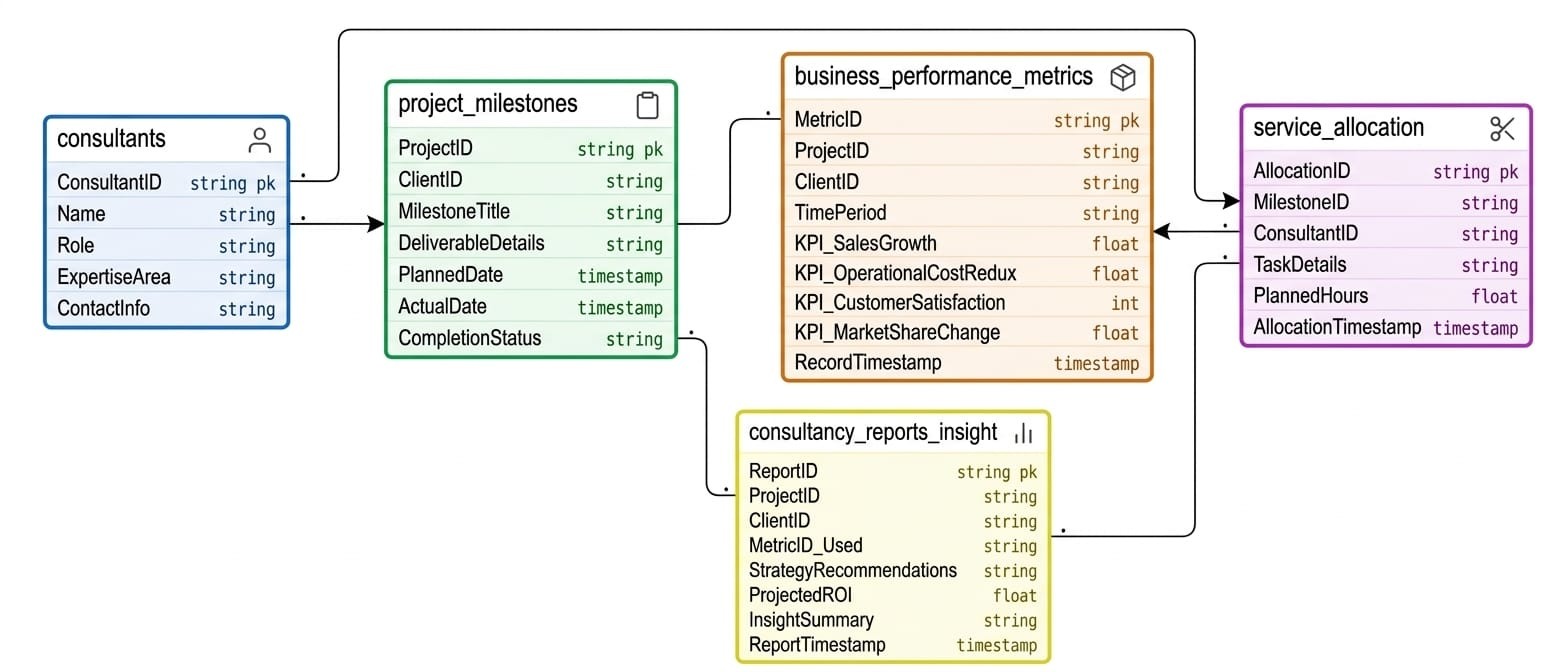 consultants
ConsultantID string pk
Name string
Role string
ExpertiseArea string
ContactInfo string
project_milestones
ProjectID string pk
ClientID string
MilestoneTitle string
DeliverableDetails string
PlannedDate timestamp
ActualDate timestamp
CompletionStatus string
business_performance_metrics
MetricID string pk
ProjectID string
ClientID string
TimePeriod string
KPI_SalesGrowth float
KPI_OperationalCostRedux float
KPI_CustomerSatisfaction int
KPI_MarketShareChange float
RecordTimestamp timestamp
service_allocation
AllocationID string pk
MilestoneID string
ConsultantID string
TaskDetails string
PlannedHours float
AllocationTimestamp timestamp
consultancy_reports_insight
ReportID string pk
ProjectID string
ClientID string
MetricID_Used string
StrategyRecommendations string
ProjectedROI float
InsightSummary string
ReportTimestamp timestamp